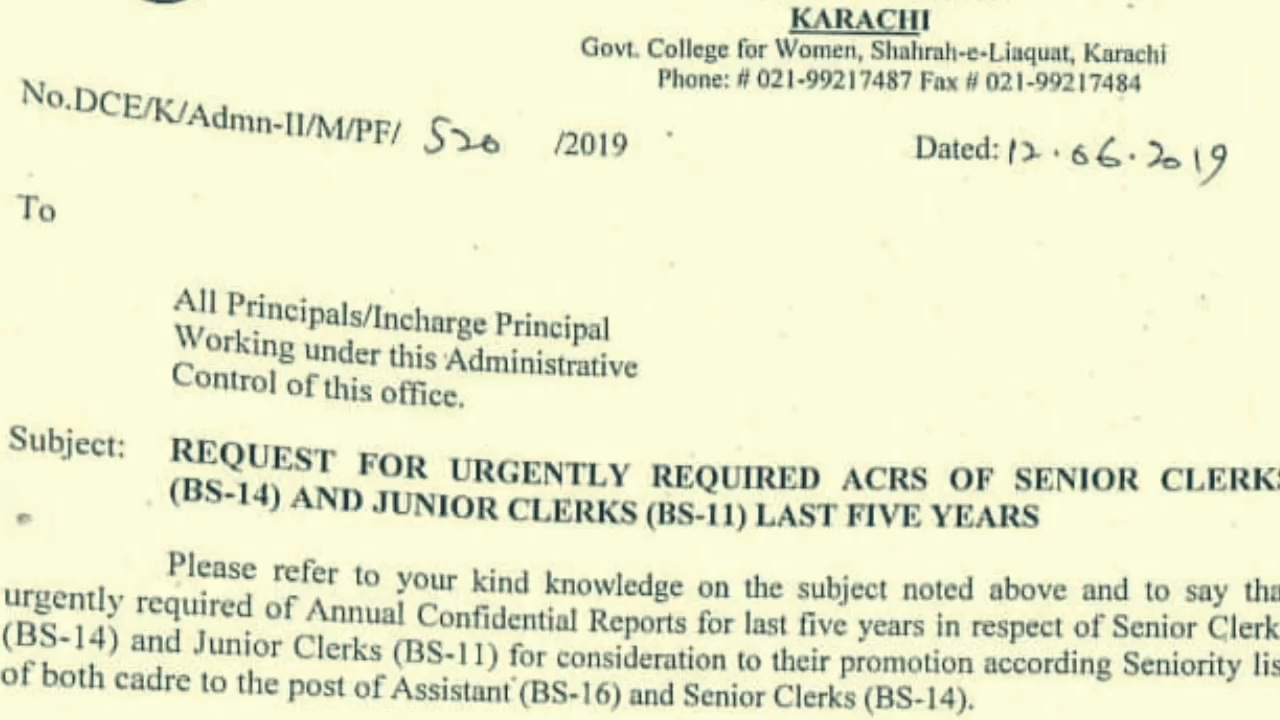 KARACHI
Govt. College for Women, Shahrah-e-Liaquat, Karachi
Phone: # 021-99217487 Fax # 021-99217484
No.DCE/K/Admn-II/M/PF/ 520 /2019
Dated: 12.06.2019
To
All Principals/Incharge Principal
Working under this Administrative
Control of this office.
Subject: REQUEST FOR URGENTLY REQUIRED ACRS OF SENIOR CLERKS
(BS-14) AND JUNIOR CLERKS (BS-11) LAST FIVE YEARS
Please refer to your kind knowledge on the subject noted above and to say tha
urgently required of Annual Confidential Reports for last five years in respect of Senior Clerk
(BS-14) and Junior Clerks (BS-11) for consideration to their promotion according Seniority lis
of both cadre to the post of Assistant (BS-16) and Senior Clerks (BS-14).